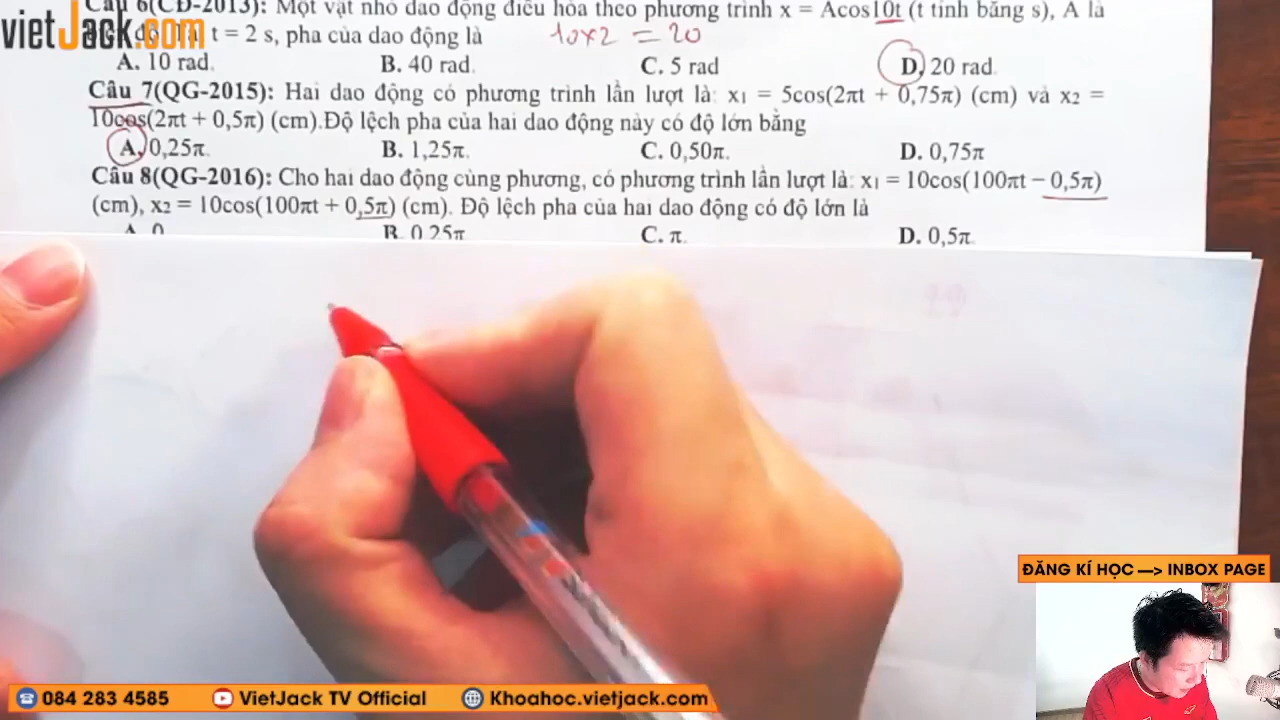 Câu 6(CĐ-2013): Một vật nhỏ dao động điều hòa theo phương trình x = Acos10t (t tính bằng s), A là
vietJack.com
t = 2 s, pha của dao động là 10x2 = 20
A. 10 rad. B. 40 rad. C. 5 rad D. 20 rad.
Câu 7(QG-2015): Hai dao động có phương trình lần lượt là: x1 = 5cos(2πt + 0,75π) (cm) và x2 =
10cos(2πt + 0,5π) (cm).Độ lệch pha của hai dao động này có độ lớn bằng
A. 0,25π. B. 1,25π. C. 0,50π. D. 0,75π
Câu 8(QG-2016): Cho hai dao động cùng phương, có phương trình lần lượt là: x1 = 10cos(100πt − 0,5π)
(cm), x2 = 10cos(100πt + 0,5π) (cm). Độ lệch pha của hai dao động có độ lớn là
A. 0 B. 0,25π C. π. D. 0,5π.
ĐĂNG KÍ HỌC —> INBOX PAGE
084 283 4585 VietJack TV Official Khoahoc.vietjack.com